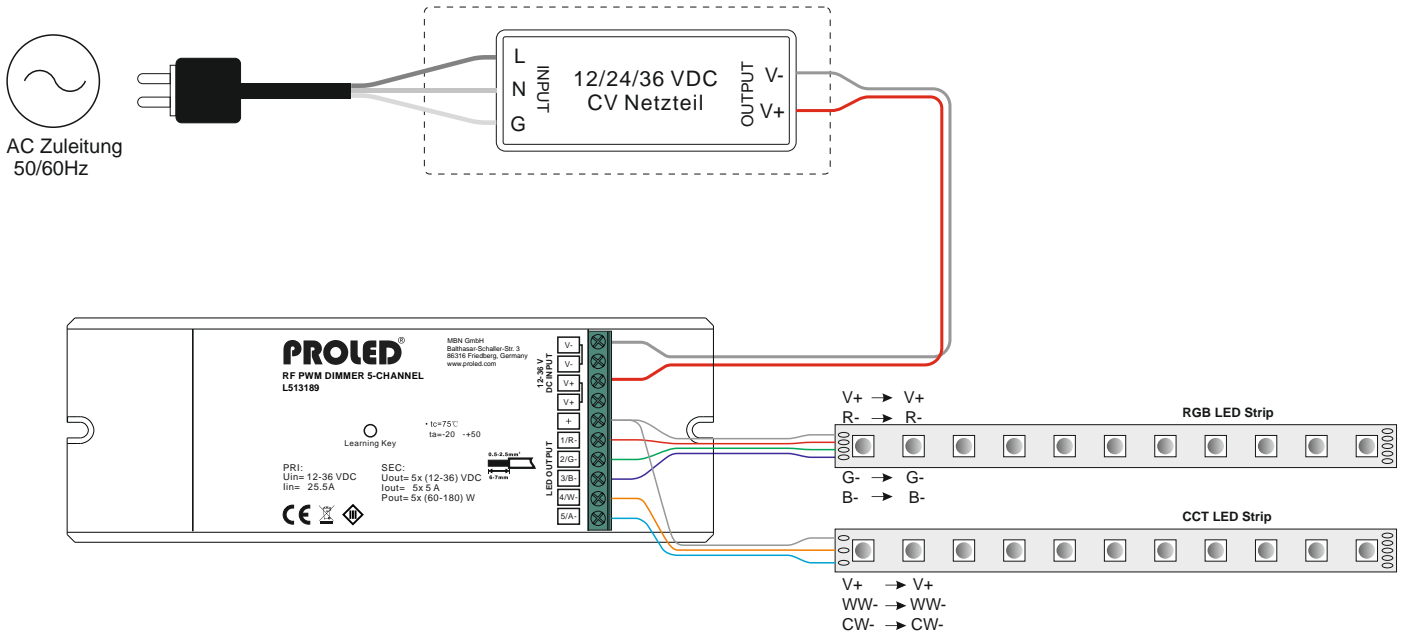 L
N
G
INPUT
12/24/36 VDC
CV Netzteil
OUTPUT
V-
V+
AC Zuleitung
50/60Hz
PROLED®
RF PWM DIMMER 5-CHANNEL
L513189
MBN GmbH
Balthasar-Schaller-Str. 3
86316 Friedberg, Germany
www.proled.com
Learning Key
• tc=75℃
ta=-20 -+50
PRI:
Uin= 12-36 VDC
Iin= 25.5A
SEC:
Uout= 5x (12-36) VDC
Iout= 5x 5 A
Pout= 5x (60-180) W
CE
0.5-2.5mm²
6-7mm
12-36 V
DC INPUT
LED OUTPUT
V-
V-
V+
V+
+
1/R-
2/G-
3/B-
4/W-
5/A-
V+ → V+
R- → R-
RGB LED Strip
G- → G-
B- → B-
CCT LED Strip
V+ → V+
WW- → WW-
CW- → CW-